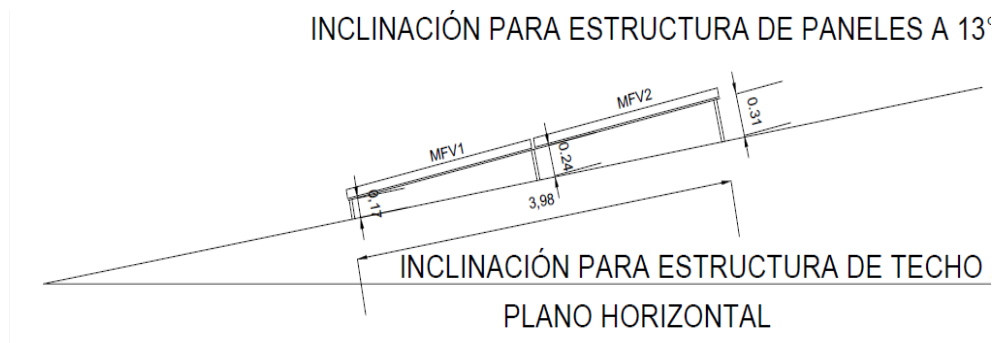 INCLINACIÓN PARA ESTRUCTURA DE PANELES A 13°
MFV2
0.31
MFV1
0.24
0,17
3,98
INCLINACIÓN PARA ESTRUCTURA DE TECHO
PLANO HORIZONTAL